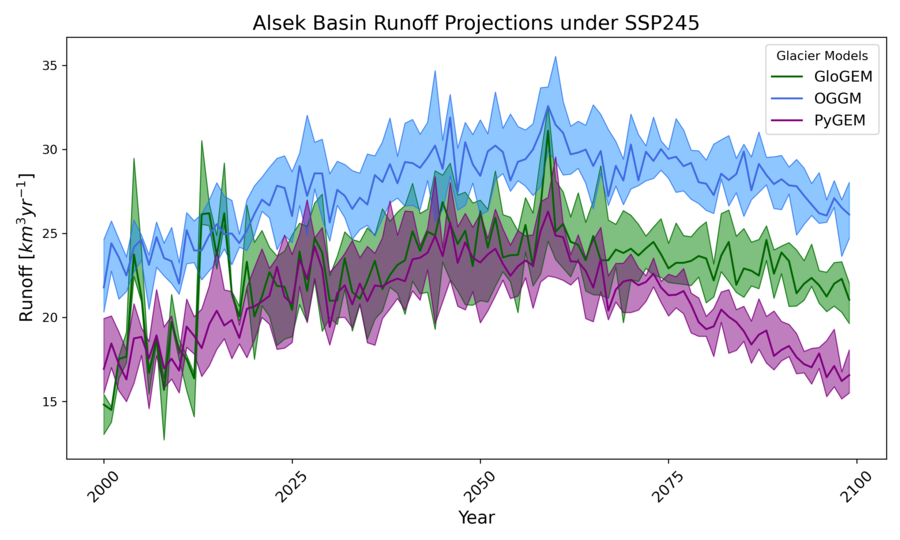 Alsek Basin Runoff Projections under SSP245
Glacier Models
GloGEM
OGGM
PyGEM
35
30
25
20
15
Runoff [km³yr⁻¹]
2000
2025
2050
2075
2100
Year